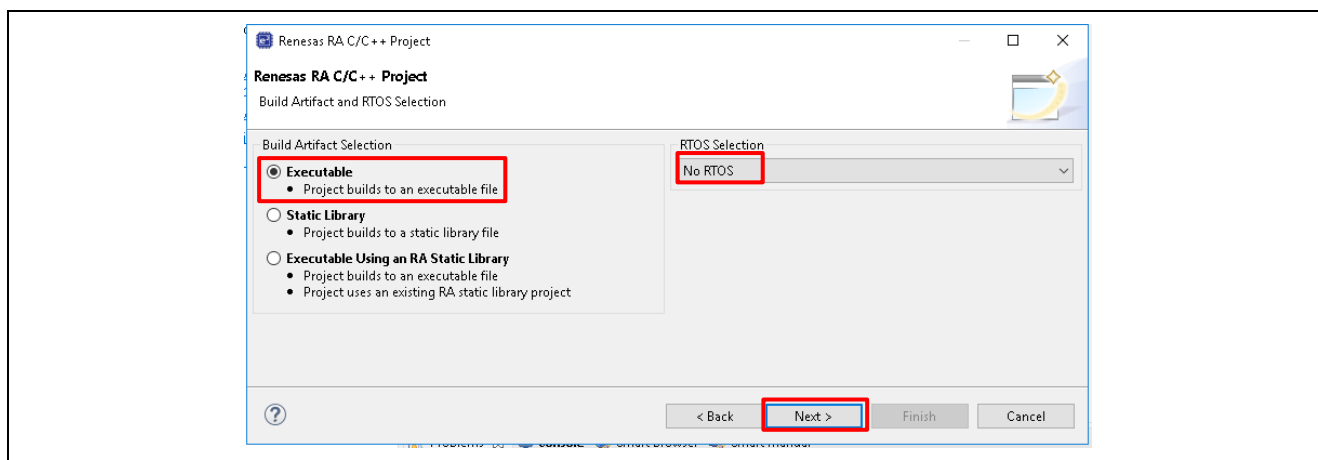 Renesas RA C/C++ Project
Renesas RA C/C++ Project
Build Artifact and RTOS Selection
Build Artifact Selection
Executable
• Project builds to an executable file
Static Library
• Project builds to a static library file
Executable Using an RA Static Library
• Project builds to an executable file
• Project uses an existing RA static library project
RTOS Selection
No RTOS
?
< Back
Next >
Finish
Cancel